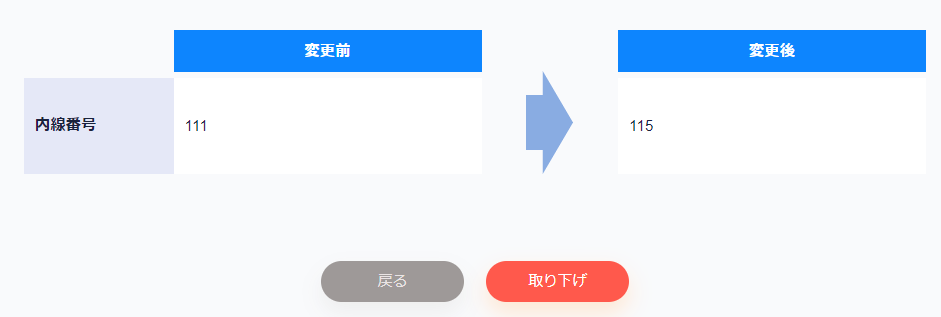 変更前
変更後
内線番号
111
115
戻る
取り下げ